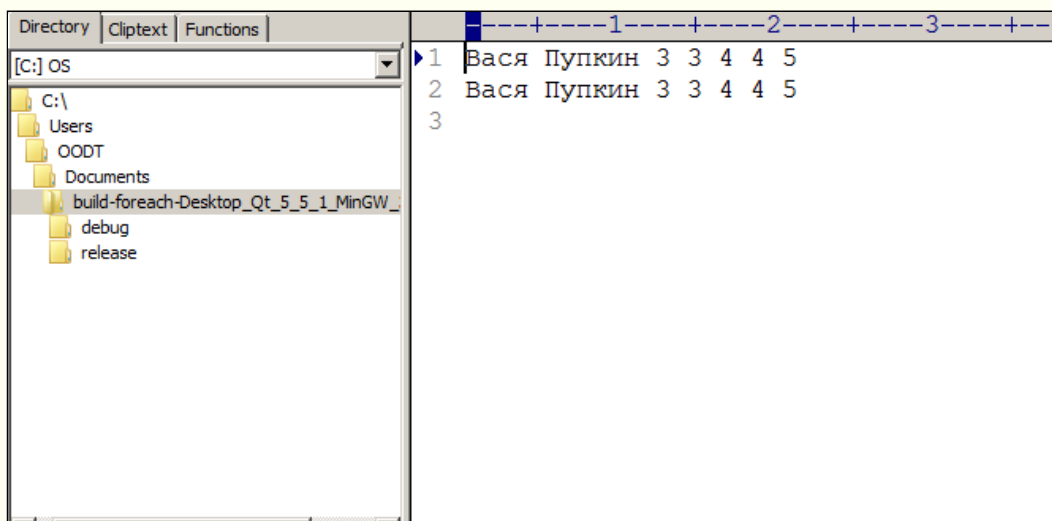 Directory Cliptext Functions
[C:] OS
C:\
Users
OODT
Documents
build-foreach-Desktop_Qt_5_5_1_MinGW_
debug
release
----+----1----+----2----+----3----+--
1 Вася Пупкин 3 3 4 4 5
2 Вася Пупкин 3 3 4 4 5
3